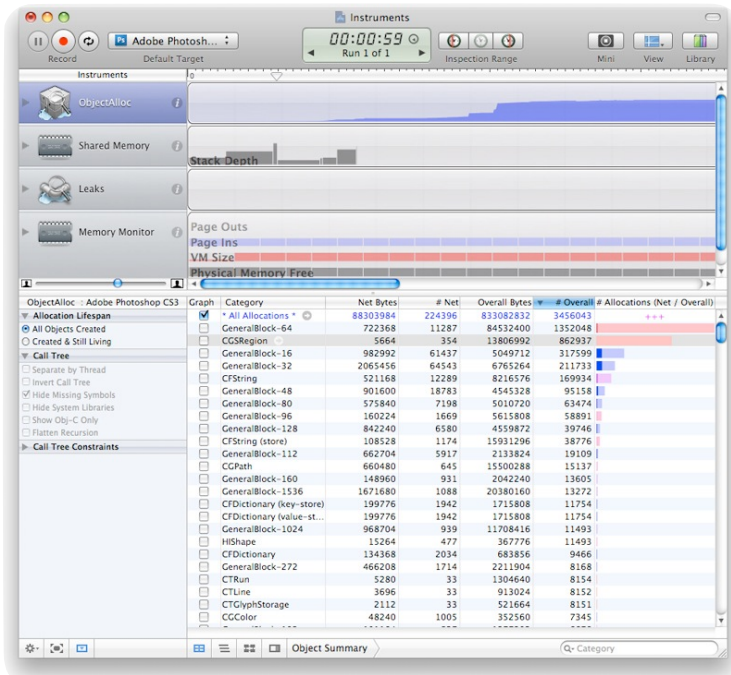 Instruments
Adobe Photosh...
00:00:59
Run 1 of 1
Record
Default Target
Inspection Range
Mini
View
Library
Instruments
0
ObjectAlloc
Shared Memory
Stack Depth
Leaks
Memory Monitor
Page Outs
Page Ins
VM Size
Physical Memory Free
ObjectAlloc : Adobe Photoshop CS3
Allocation Lifespan
All Objects Created
Created & Still Living
Call Tree
Separate by Thread
Invert Call Tree
Hide Missing Symbols
Hide System Libraries
Show Obj-C Only
Flatten Recursion
Call Tree Constraints
Graph Category Net Bytes # Net Overall Bytes # Overall # Allocations (Net / Overall)
* All Allocations * 88303984 224396 833082832 3456043 +++
GeneralBlock-64 722368 11287 84532400 1352048
CGSRegion 5664 354 13806992 862937
GeneralBlock-16 982992 61437 5049712 317599
GeneralBlock-32 2065456 64543 6765264 211733
CFString 521168 12289 8216576 169934
GeneralBlock-48 901600 18783 4545328 95158
GeneralBlock-80 575840 7198 5010720 63474
GeneralBlock-96 160224 1669 5615808 58891
GeneralBlock-128 842240 6580 4559872 39746
CFString (store) 108528 1174 15931296 38776
GeneralBlock-112 662704 5917 2133824 19109
CGPath 660480 645 15500288 15137
GeneralBlock-160 148960 931 2042240 13605
GeneralBlock-1536 1671680 1088 20380160 13272
CFDictionary (key-store) 199776 1942 1715808 11754
CFDictionary (value-st... 199776 1942 1715808 11754
GeneralBlock-1024 968704 939 11708416 11493
HIShape 15264 477 367776 11493
CFDictionary 134368 2034 683856 9466
GeneralBlock-272 466208 1714 2211904 8168
CTRun 5280 33 1304640 8154
CTLine 3696 33 913024 8152
CTGlyphStorage 2112 33 521664 8151
CGColor 48240 1005 352560 7345
Object Summary
Category